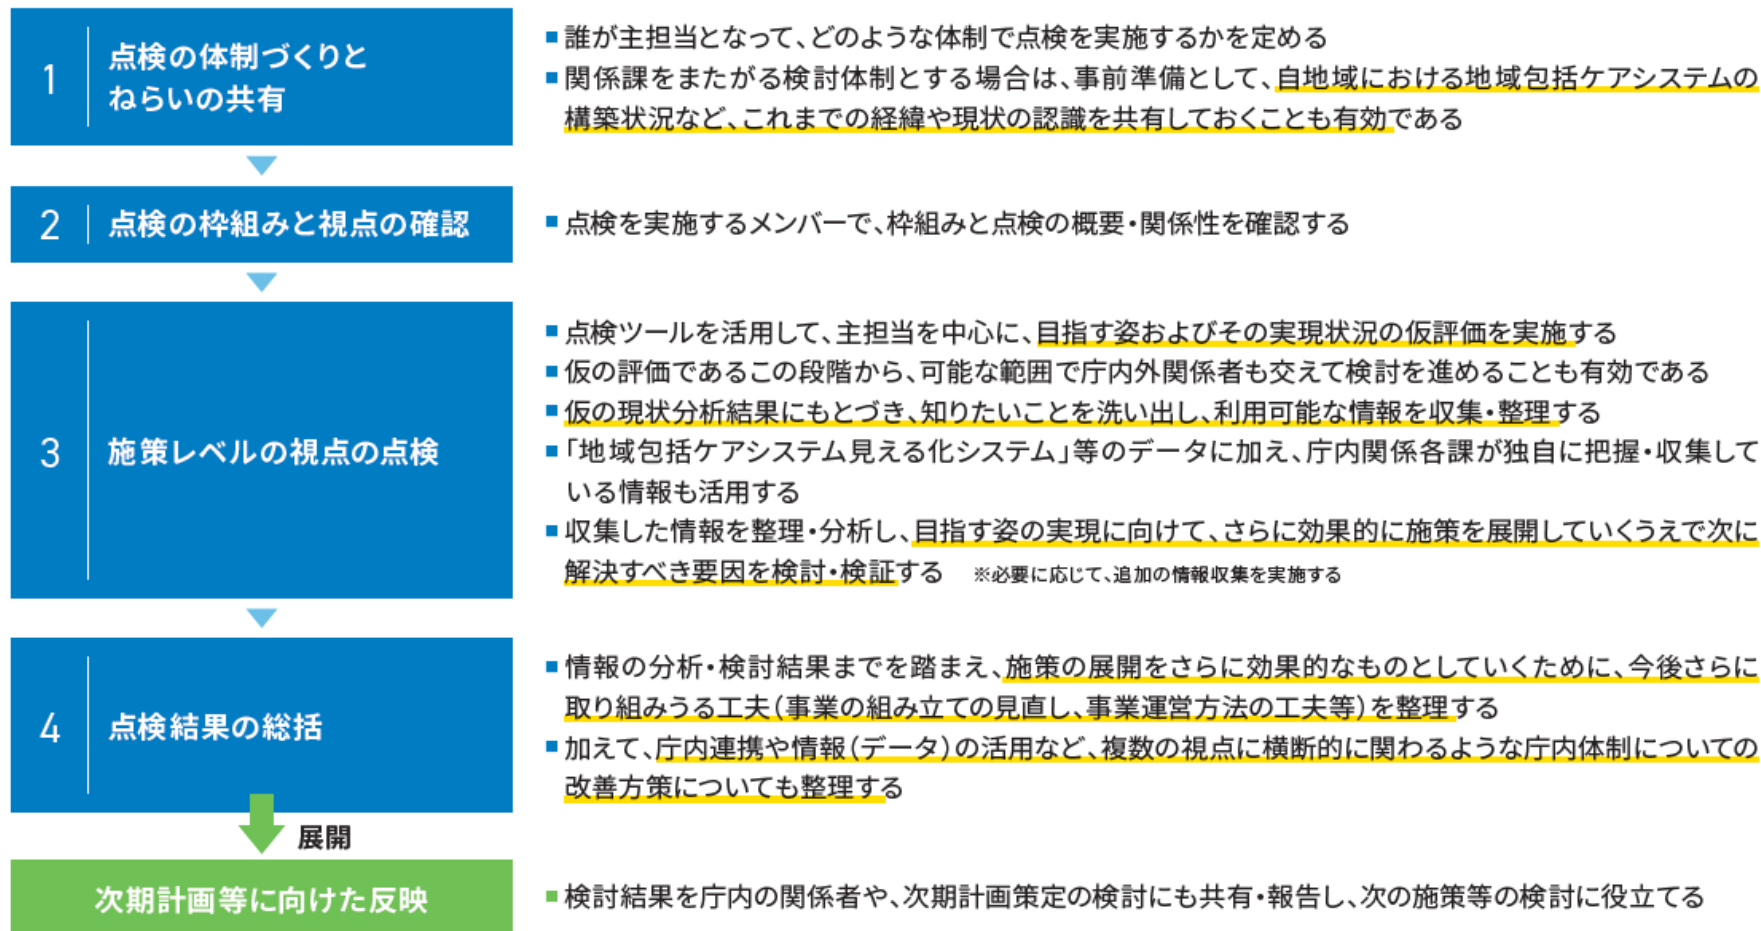 1
点検の体制づくりと
ねらいの共有
■誰が主担当となって、どのような体制で点検を実施するかを定める
■関係課をまたがる検討体制とする場合は、事前準備として、自地域における地域包括ケアシステムの
構築状況など、これまでの経緯や現状の認識を共有しておくことも有効である
2
点検の枠組みと視点の確認
■点検を実施するメンバーで、枠組みと点検の概要・関係性を確認する
3
施策レベルの視点の点検
■点検ツールを活用して、主担当を中心に、目指す姿およびその実現状況の仮評価を実施する
■仮の評価であるこの段階から、可能な範囲で庁内外関係者も交えて検討を進めることも有効である
■仮の現状分析結果にもとづき、知りたいことを洗い出し、利用可能な情報を収集・整理する
■「地域包括ケアシステム見える化システム」等のデータに加え、庁内関係各課が独自に把握・収集して
いる情報も活用する
■収集した情報を整理・分析し、目指す姿の実現に向けて、さらに効果的に施策を展開していくうえで次に
解決すべき要因を検討・検証する ※必要に応じて、追加の情報収集を実施する
4
点検結果の総括
■情報の分析・検討結果までを踏まえ、施策の展開をさらに効果的なものとしていくために、今後さらに
取り組みうる工夫(事業の組み立ての見直し、事業運営方法の工夫等)を整理する
■加えて、庁内連携や情報(データ)の活用など、複数の視点に横断的に関わるような庁内体制についての
改善方策についても整理する
展開
次期計画等に向けた反映
■検討結果を庁内の関係者や、次期計画策定の検討にも共有・報告し、次の施策等の検討に役立てる